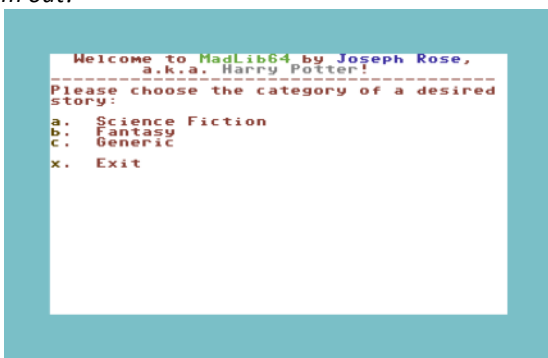 Welcome to MadLib64 by Joseph Rose,
a.k.a. Harry Potter!
----------------------------------------
Please choose the category of a desired
story:
a. Science Fiction
b. Fantasy
c. Generic
x. Exit